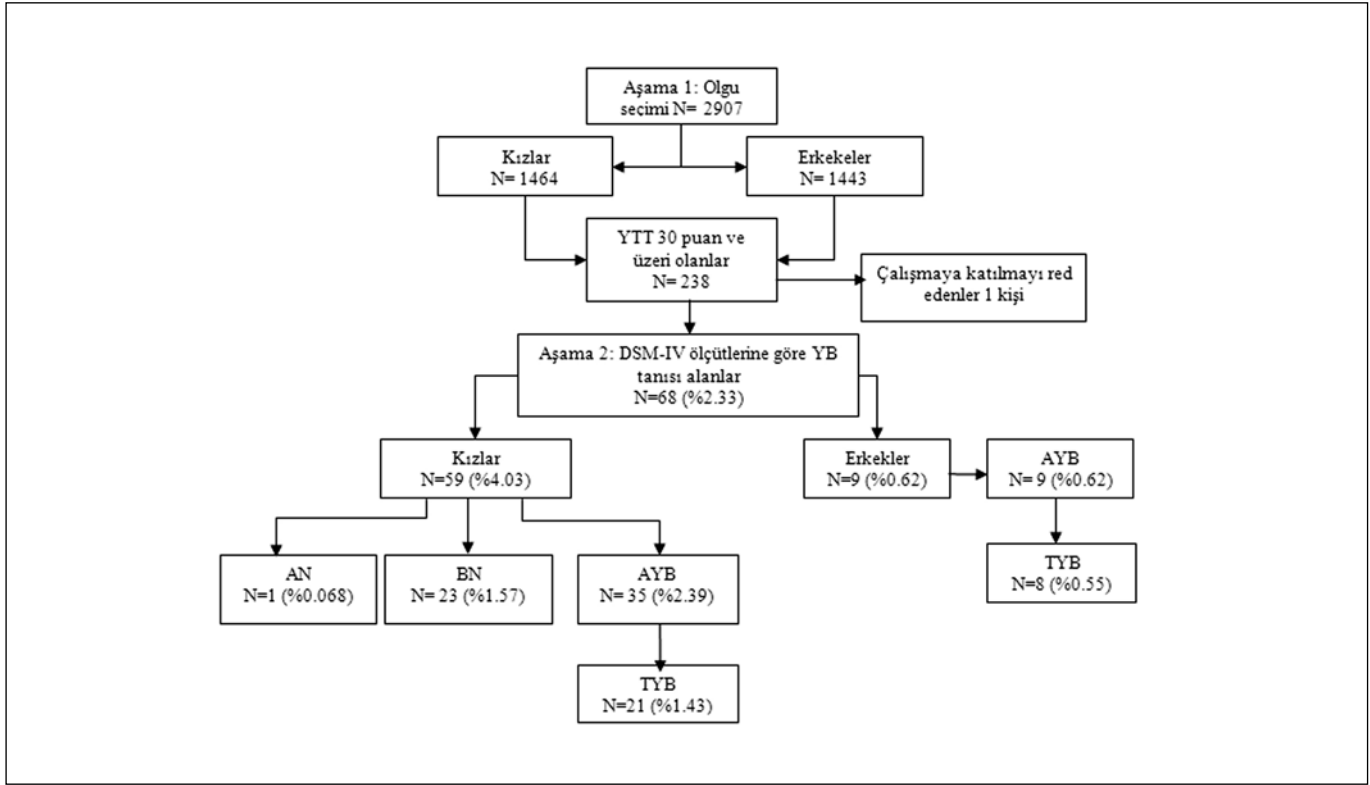 Aşama 1: Olgu
seçimi N= 2907
Kızlar
N= 1464
Erkekeler
N= 1443
YTT 30 puan ve
üzeri olanlar
N= 238
Çalışmaya katılmayı red
edenler 1 kişi
Aşama 2: DSM-IV ölçütlerine göre YB
tanısı alanlar
N=68 (%2.33)
Kızlar
N=59 (%4.03)
Erkekler
N=9 (%0.62)
AYB
N= 9 (%0.62)
AN
N=1 (%0.068)
BN
N= 23 (%1.57)
AYB
N= 35 (%2.39)
TYB
N=8 (%0.55)
TYB
N=21 (%1.43)